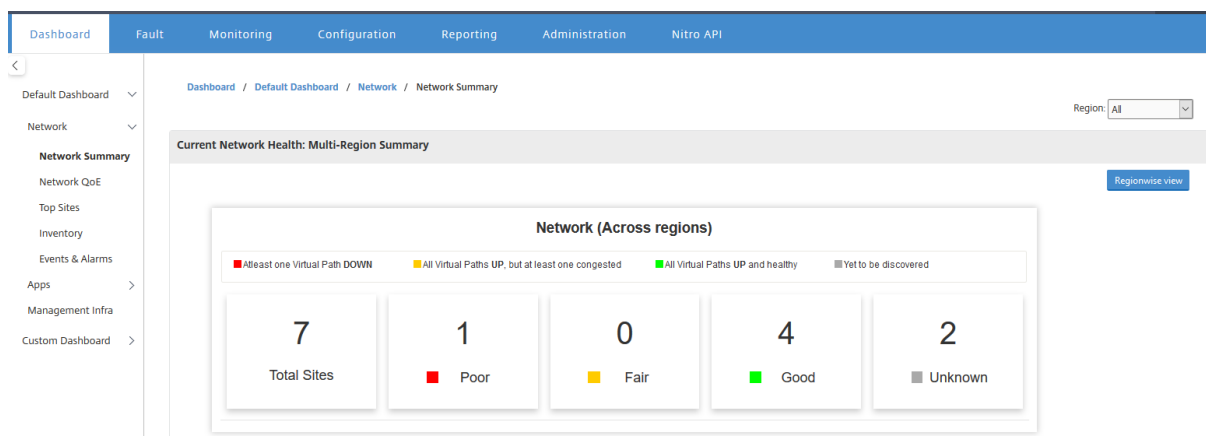 Dashboard Fault Monitoring Configuration Reporting Administration Nitro API
Default Dashboard
Network
Network Summary
Network QoE
Top Sites
Inventory
Events & Alarms
Apps
Management Infra
Custom Dashboard
Dashboard / Default Dashboard / Network / Network Summary
Region: All
Current Network Health: Multi-Region Summary
Regionwise view
Network (Across regions)
Atleast one Virtual Path DOWN All Virtual Paths UP, but at least one congested All Virtual Paths UP and healthy Yet to be discovered
7 1 0 4 2
Total Sites Poor Fair Good Unknown